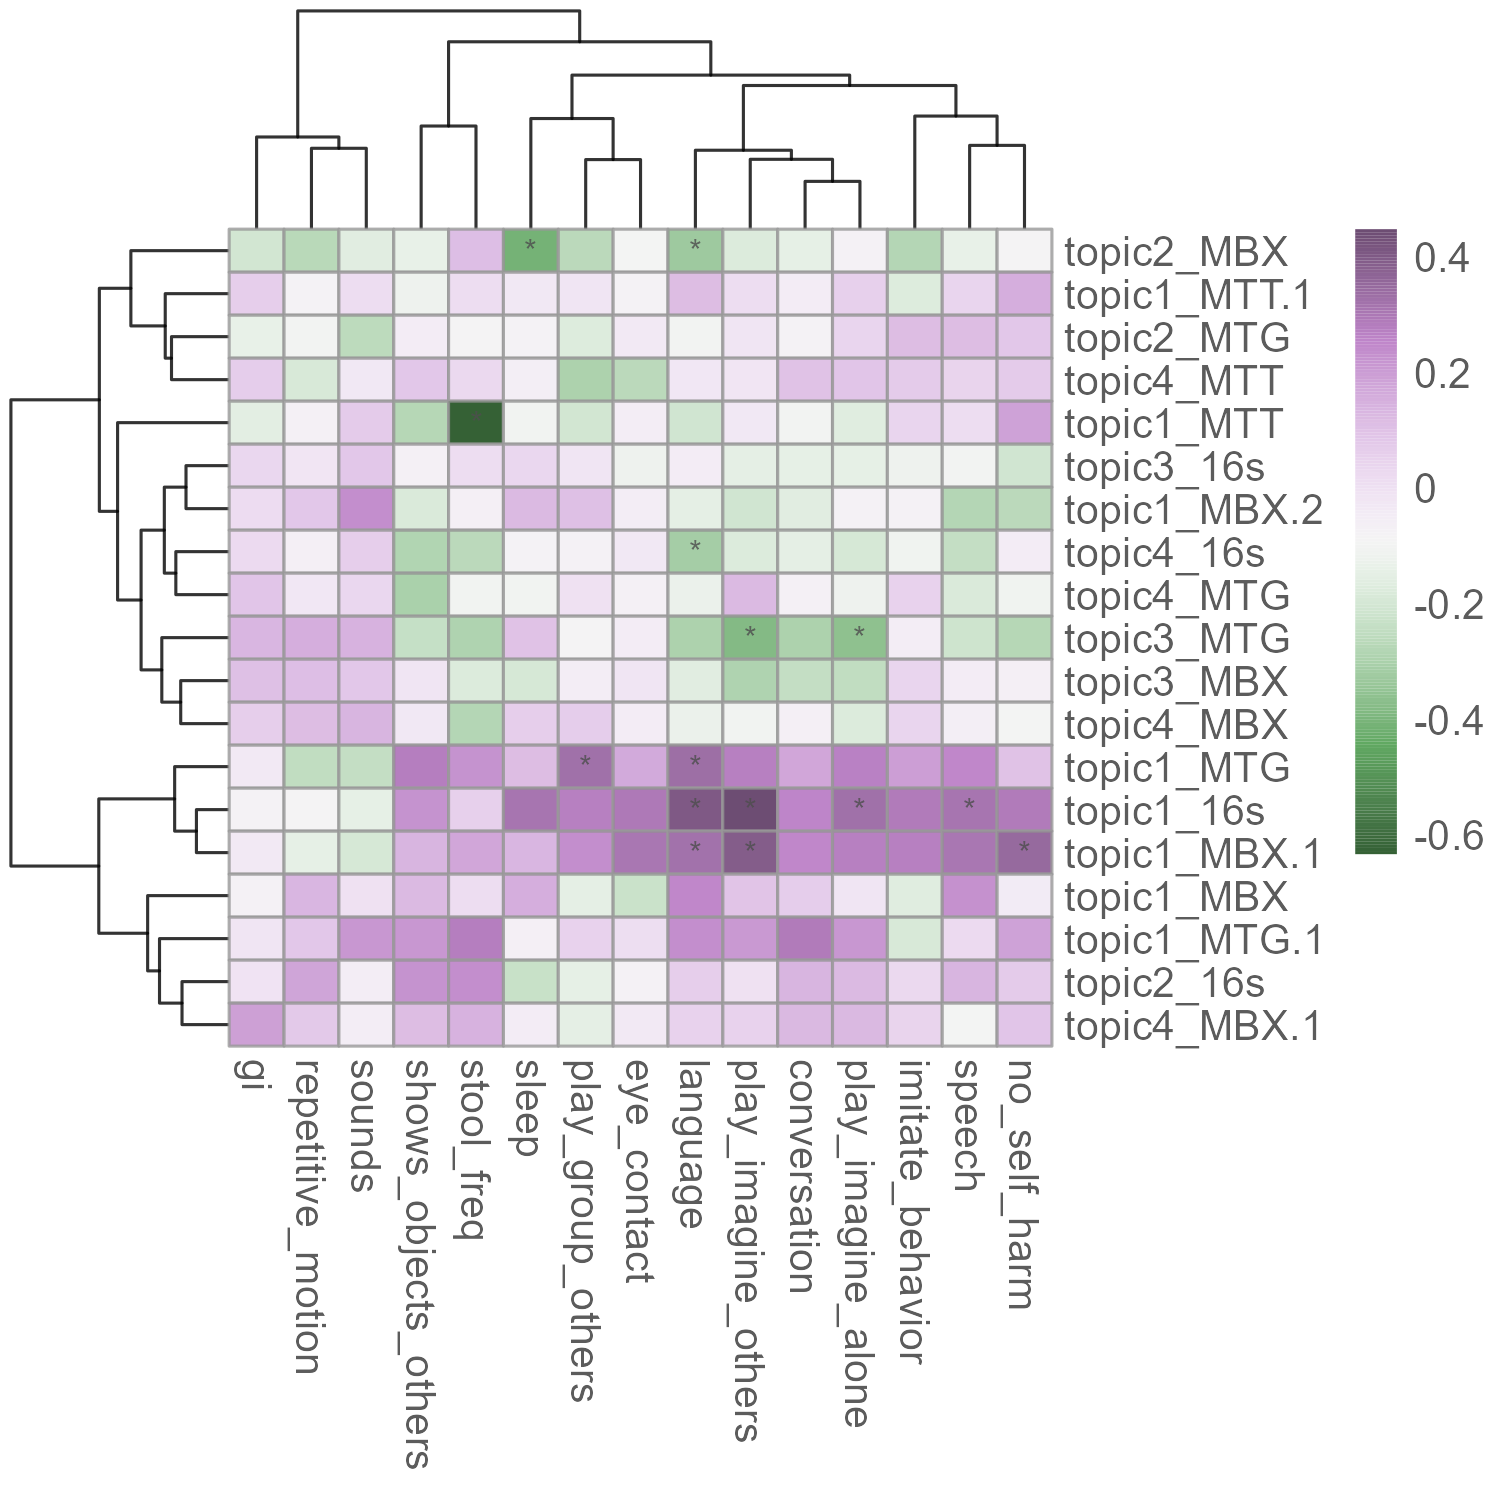 * *
topic2_MBX
topic1_MTT.1
topic2_MTG
topic4_MTT
topic1_MTT
topic3_16s
topic1_MBX.2
*
topic4_16s
topic4_MTG
* *
topic3_MTG
topic3_MBX
topic4_MBX
* *
topic1_MTG
* * * *
topic1_16s
* * *
topic1_MBX.1
topic1_MBX
topic1_MTG.1
topic2_16s
topic4_MBX.1
0.4
0.2
0
-0.2
-0.4
-0.6
gi
repetitive_motion
sounds
shows_objects_others
stool_freq
sleep
play_group_others
eye_contact
language
play_imagine_others
conversation
play_imagine_alone
imitate_behavior
speech
no_self_harm